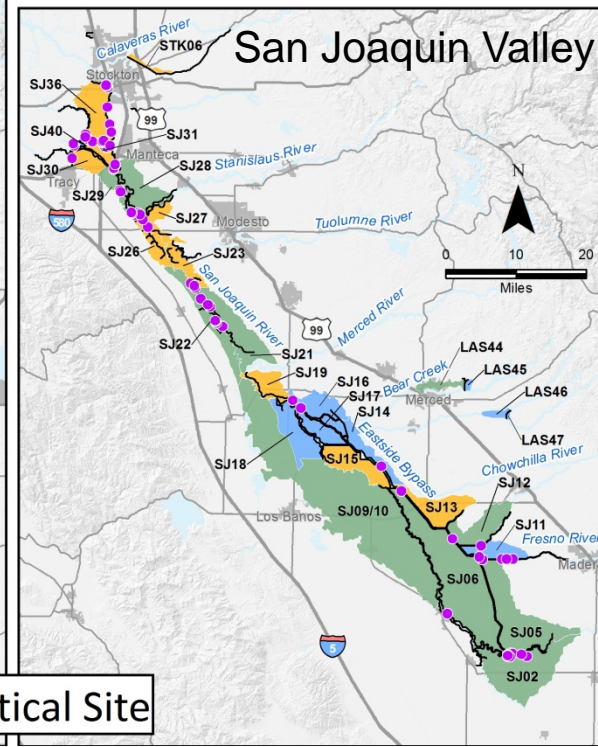 San Joaquin Valley
Calaveras River
STK06
Stockton
SJ36
99
SJ40
SJ31
Manteca
SJ28
Stanislaus River
SJ30
Tracy
SJ29
N
580
SJ27
Modesto
Tuolumne River
SJ26
SJ23
0 10 20
Miles
San Joaquin River
99
Merced River
SJ22
SJ21
LAS44
SJ19
SJ16
Bear Creek
LAS45
SJ17
Merced
LAS46
SJ14
LAS47
Eastside Bypass
SJ18
SJ15
Chowchilla River
SJ12
SJ09/10
SJ13
Los Banos
SJ11
Fresno River
Mader
SJ06
SJ05
5
SJ02
tical Site